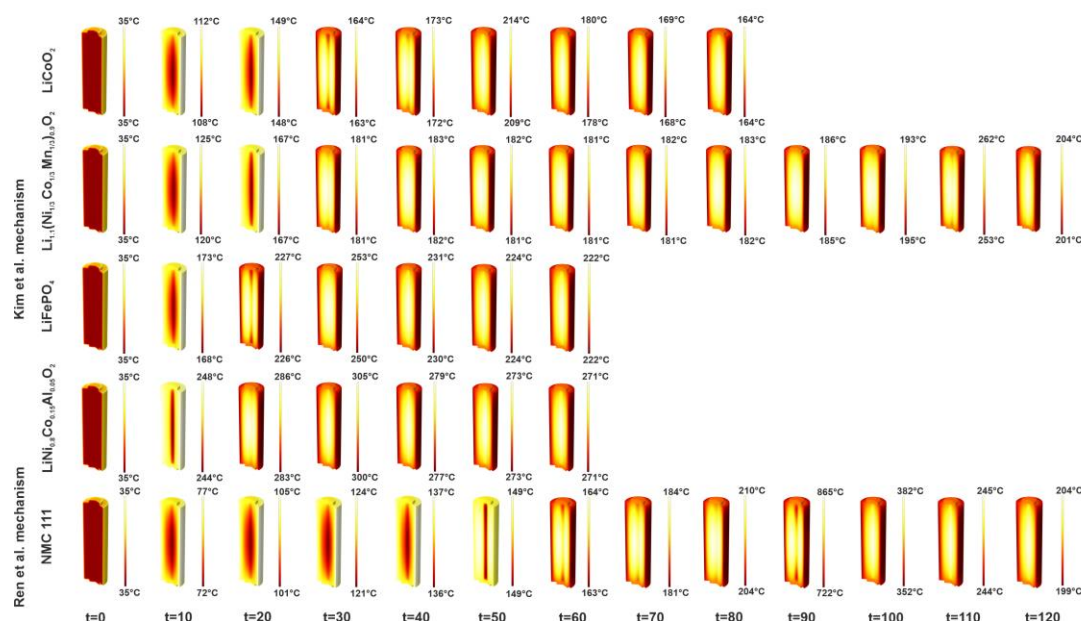 Kim et al. mechanism
Ren et al. mechanism
LiCoO₂
35°C 112°C 149°C 164°C 173°C 214°C 180°C 169°C 164°C
35°C 108°C 148°C 163°C 172°C 209°C 178°C 168°C 164°C
Li₁.₁(Ni₁/₃ Co₁/₃ Mn₁/₃)₀.₉O₂
35°C 125°C 167°C 181°C 183°C 182°C 181°C 182°C 183°C 186°C 193°C 262°C 204°C
35°C 120°C 167°C 181°C 182°C 181°C 181°C 181°C 182°C 185°C 195°C 253°C 201°C
LiFePO₄
35°C 173°C 227°C 253°C 231°C 224°C 222°C
35°C 168°C 226°C 250°C 230°C 224°C 222°C
LiNi₀.₈Co₀.₁₅Al₀.₀₅O₂
35°C 248°C 286°C 305°C 279°C 273°C 271°C
35°C 244°C 283°C 300°C 277°C 273°C 271°C
NMC 111
35°C 77°C 105°C 124°C 137°C 149°C 164°C 184°C 210°C 865°C 382°C 245°C 204°C
35°C 72°C 101°C 121°C 136°C 149°C 163°C 181°C 204°C 722°C 352°C 244°C 199°C
t=0 t=10 t=20 t=30 t=40 t=50 t=60 t=70 t=80 t=90 t=100 t=110 t=120